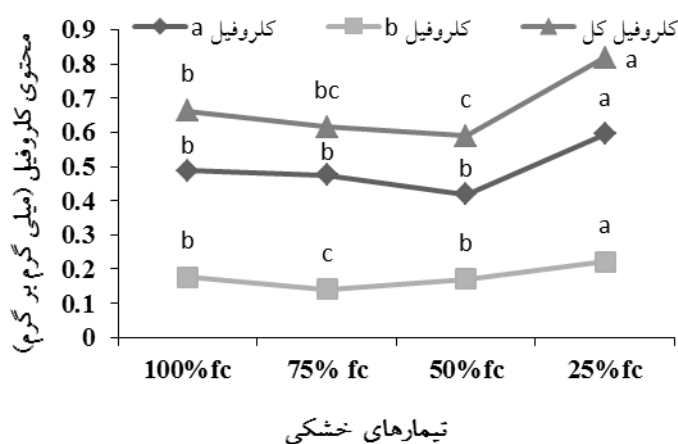 کلروفیل a
کلروفیل b
کلروفیل کل
محتوی کلروفیل (میلی گرم بر گرم)
0.9
0.8
0.7
0.6
0.5
0.4
0.3
0.2
0.1
0
b
bc
c
a
b
b
b
a
b
c
b
a
100%fc
75% fc
50%fc
25%fc
تیمارهای خشکی